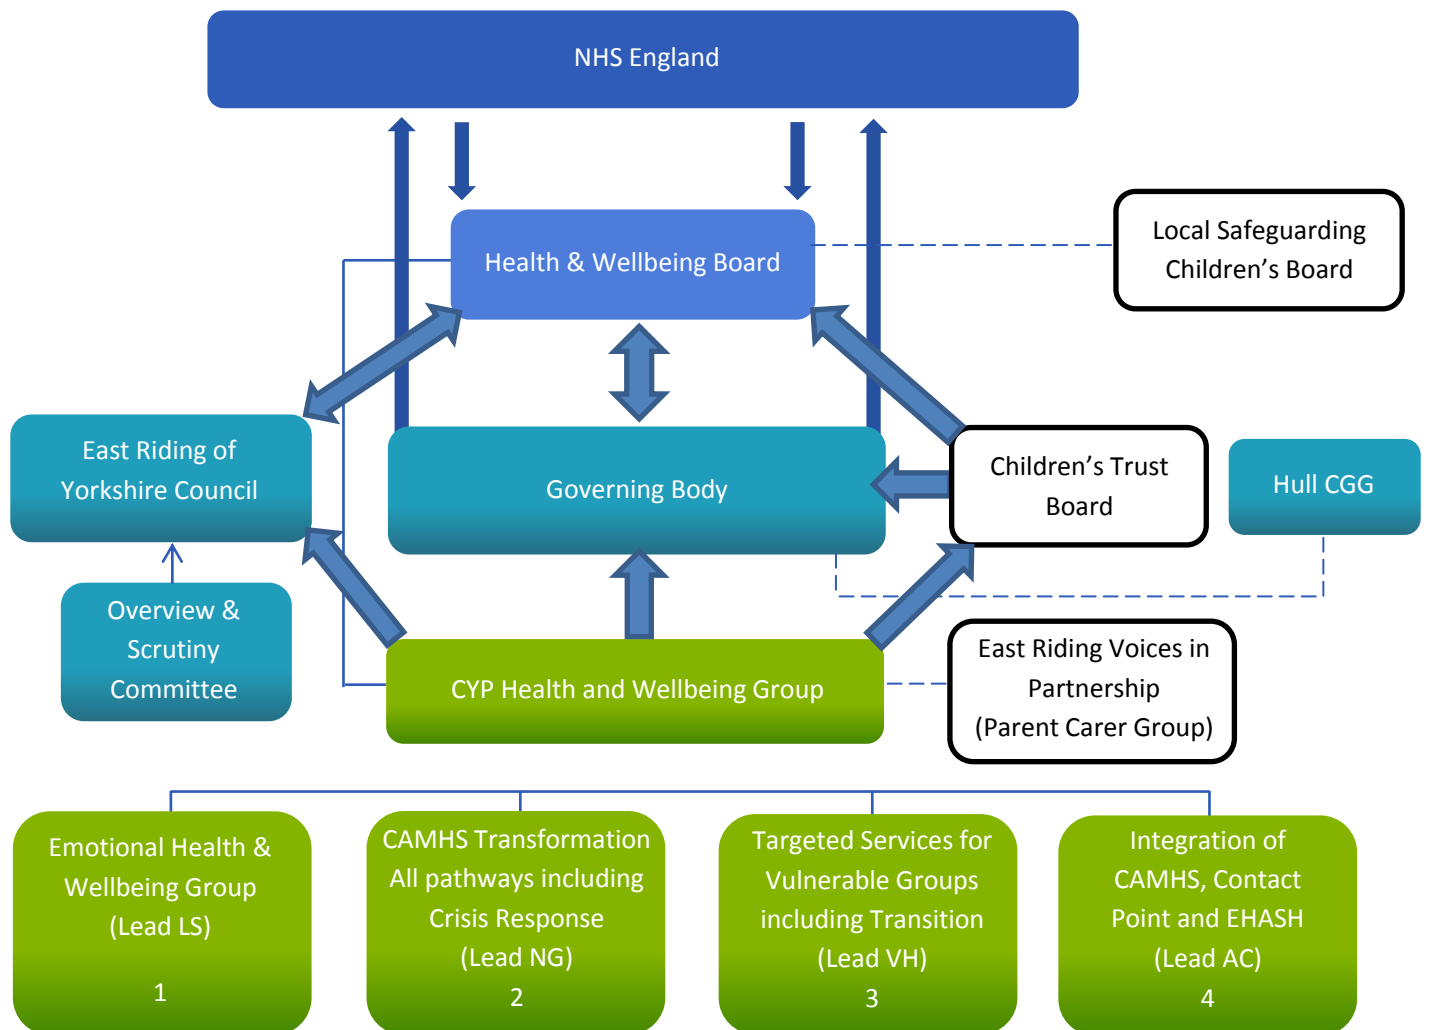 NHS England
Health & Wellbeing Board
Local Safeguarding
Children’s Board
East Riding of
Yorkshire Council
Governing Body
Children’s Trust
Board
Hull CGG
Overview &
Scrutiny
Committee
CYP Health and Wellbeing Group
East Riding Voices in
Partnership
(Parent Carer Group)
Emotional Health &
Wellbeing Group
(Lead LS)
1
CAMHS Transformation
All pathways including
Crisis Response
(Lead NG)
2
Targeted Services for
Vulnerable Groups
including Transition
(Lead VH)
3
Integration of
CAMHS, Contact
Point and EHASH
(Lead AC)
4